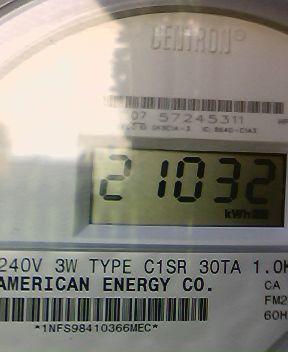 CENTRON®
07 57245311
21032
kWh
240V 3W TYPE C1SR 30TA 1.0K
AMERICAN ENERGY CO.
CA
FM2
60H
*1NFS98410366MEC*